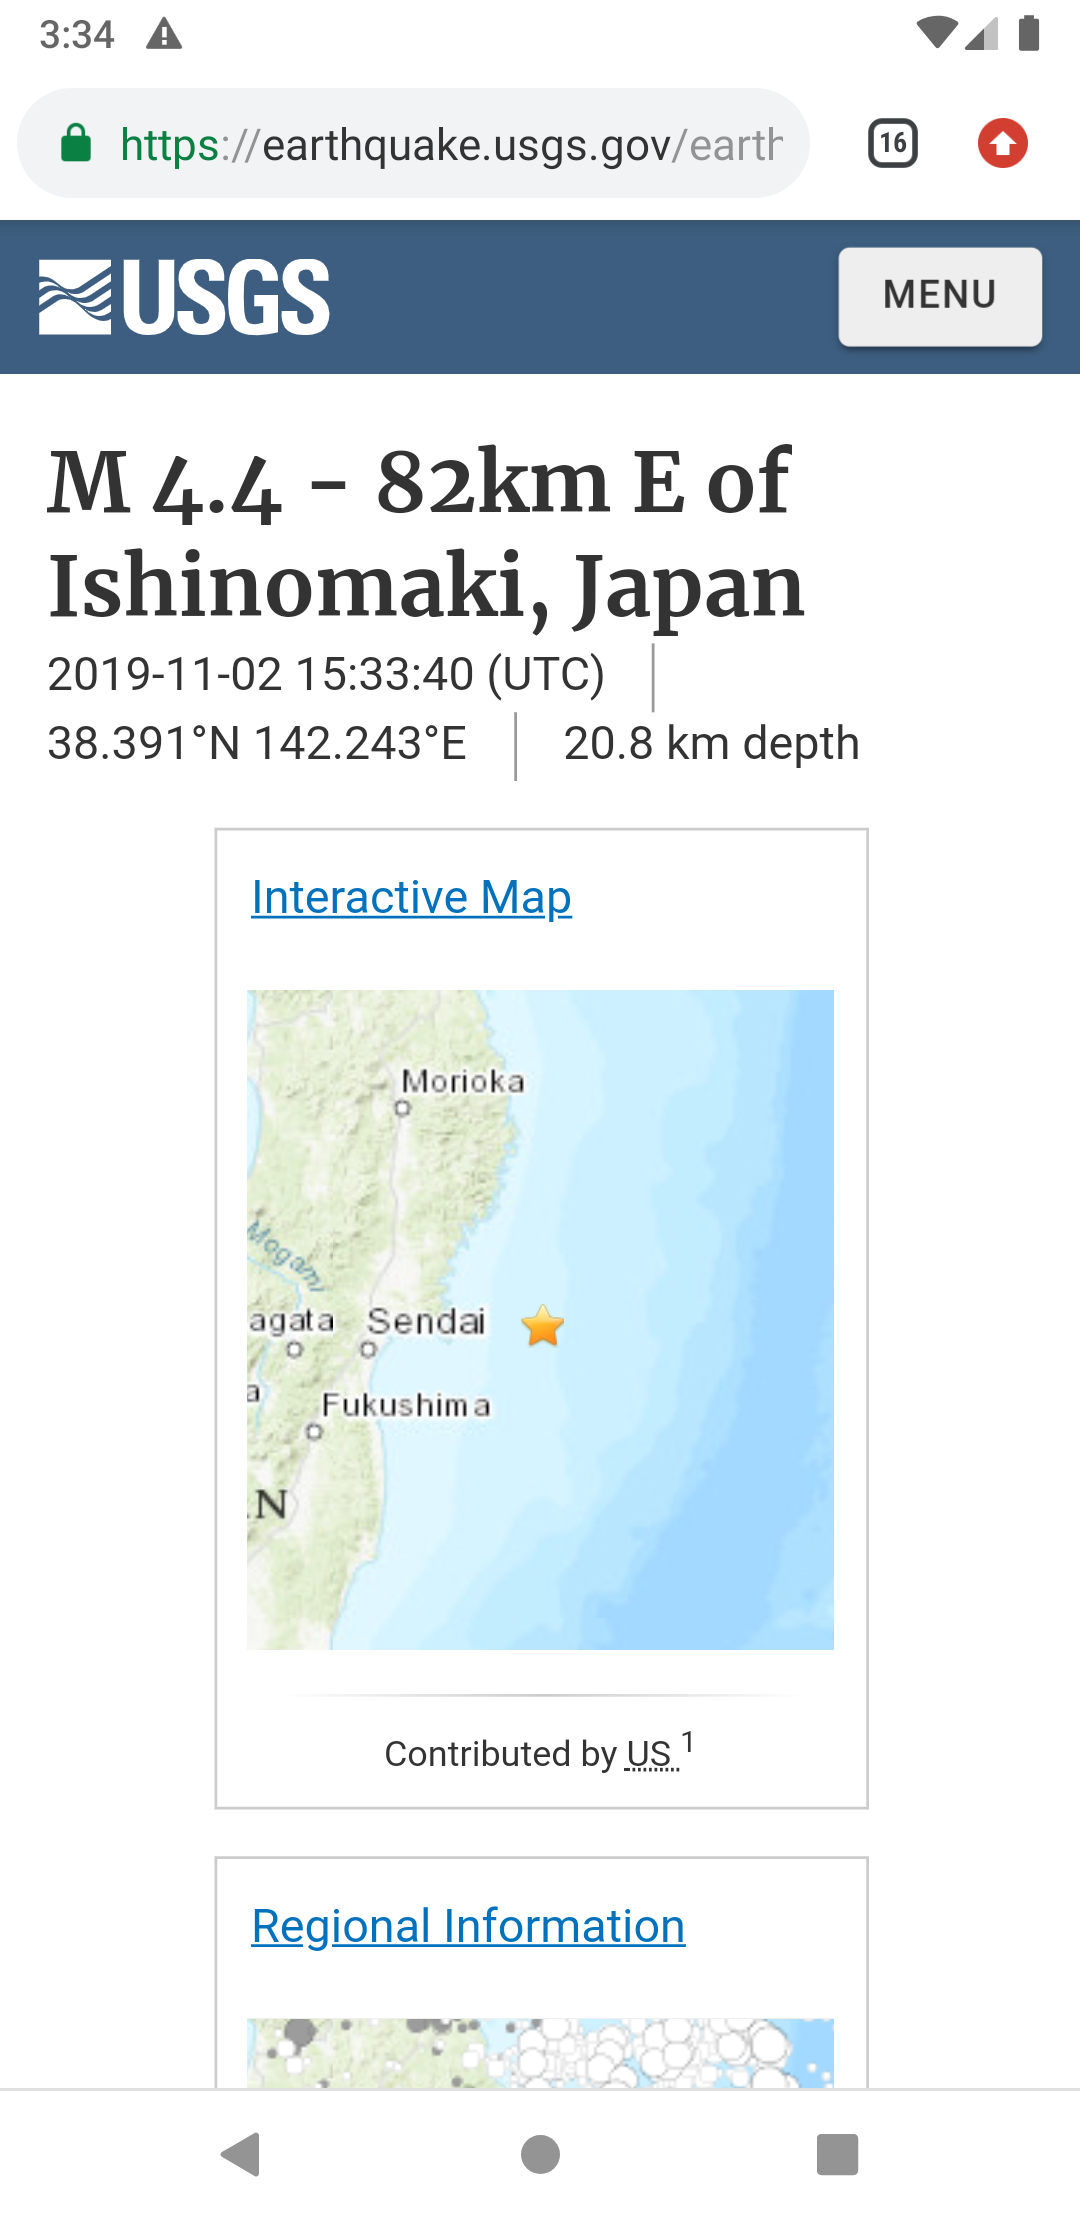 3:34
https://earthquake.usgs.gov/earth
16
USGS
MENU
M 4.4 - 82km E of
Ishinomaki, Japan
2019-11-02 15:33:40 (UTC)
38.391°N 142.243°E
20.8 km depth
Interactive Map
Morioka
Mogami
agata
Sendai
a
Fukushima
N
Contributed by US 1
Regional Information